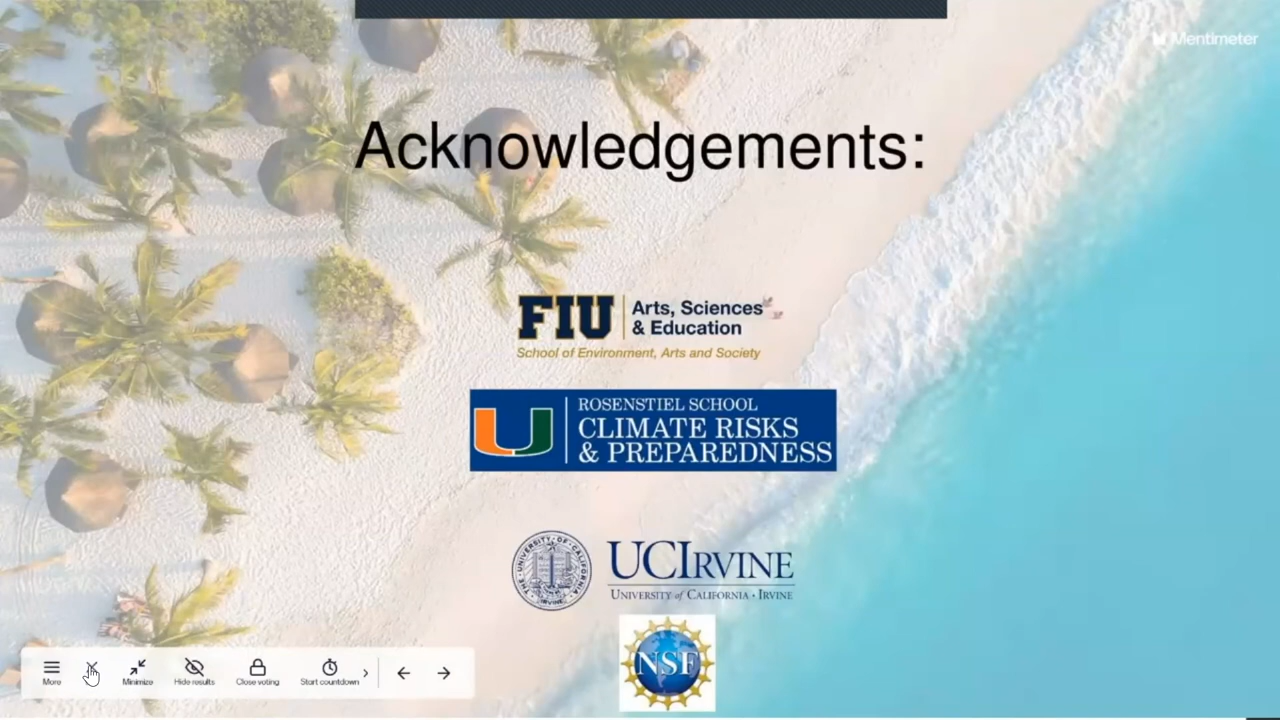 Mentimeter
Acknowledgements:
FIU
Arts, Sciences
& Education
School of Environment, Arts and Society
ROSENSTIEL SCHOOL
CLIMATE RISKS
& PREPAREDNESS
UCIRVINE
UNIVERSITY of CALIFORNIA • IRVINE
NSF
More
Minimize
Hide results
Close voting
Start countdown